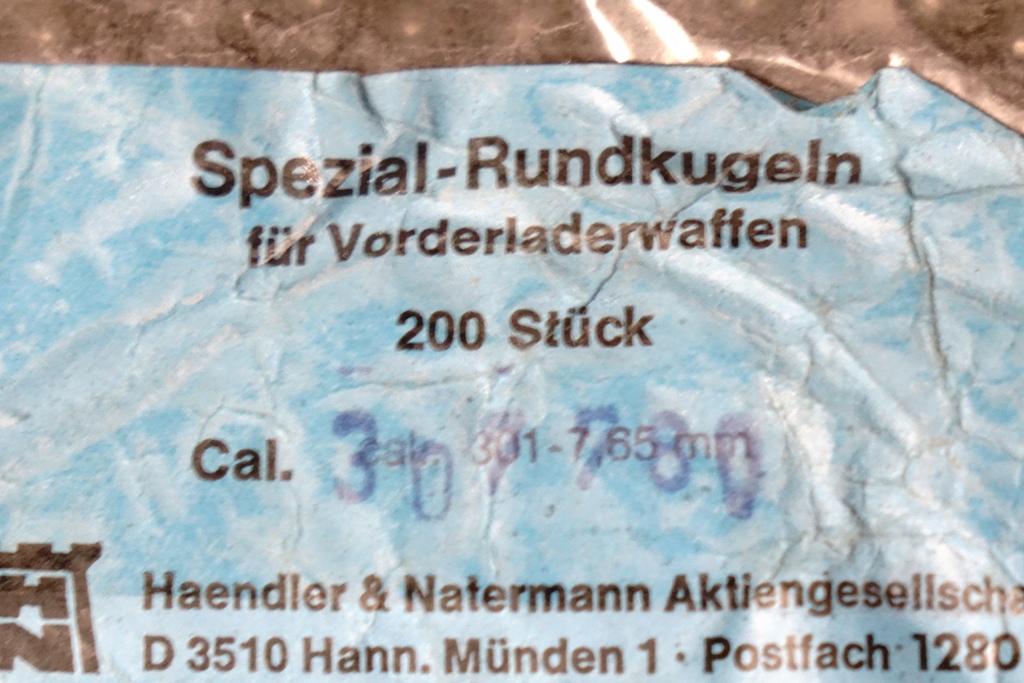 Spezial-Rundkugeln
für Vorderladerwaffen
200 Stück
Cal. cal. 301-7,65 mm
Haendler & Natermann Aktiengesellscha
D 3510 Hann. Münden 1 · Postfach 1280